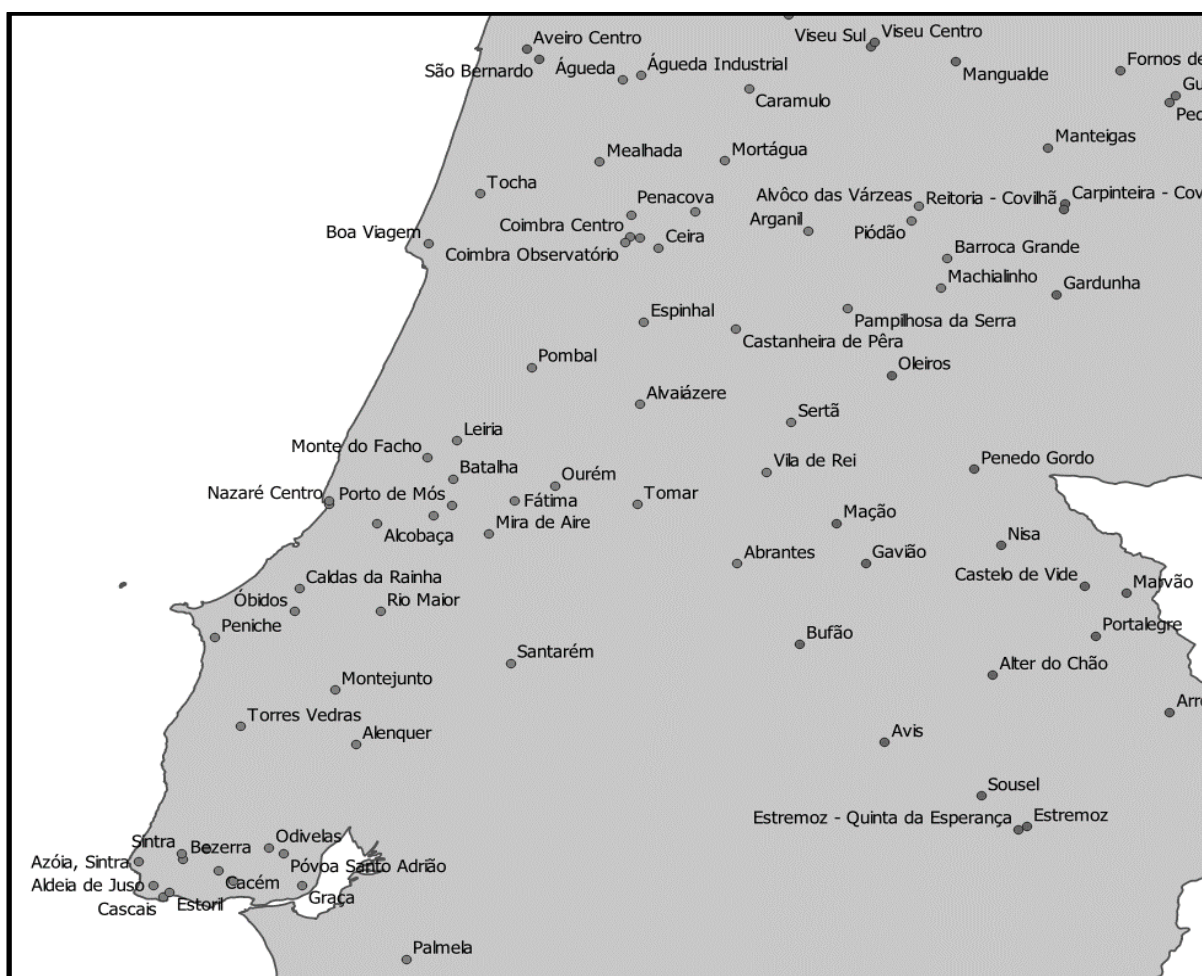 Aveiro Centro
Viseu Sul
Viseu Centro
São Bernardo
Águeda
Águeda Industrial
Mangualde
Fornos de
Caramulo
Gu
Manteigas
Mealhada
Mortágua
Tocha
Penacova
Alvôco das Várzeas
Reitoria - Covilhã
Carpinteira - Cov
Boa Viagem
Coimbra Centro
Ceira
Arganil
Piódão
Coimbra Observatório
Barroca Grande
Machialinho
Gardunha
Espinhal
Pampilhosa da Serra
Castanheira de Pêra
Pombal
Oleiros
Alvaiázere
Sertã
Leiria
Monte do Facho
Batalha
Ourém
Vila de Rei
Penedo Gordo
Nazaré Centro
Porto de Mós
Fátima
Tomar
Alcobaça
Mira de Aire
Mação
Nisa
Abrantes
Gavião
Castelo de Vide
Marvão
Caldas da Rainha
Óbidos
Rio Maior
Peniche
Bufão
Portalegre
Santarém
Alter do Chão
Montejunto
Arr
Torres Vedras
Alenquer
Avis
Sousel
Estremoz - Quinta da Esperança
Estremoz
Sintra
Bezerra
Odivelas
Azóia, Sintra
Póvoa Santo Adrião
Aldeia de Juso
Cacém
Cascais
Estoril
Graça
Palmela